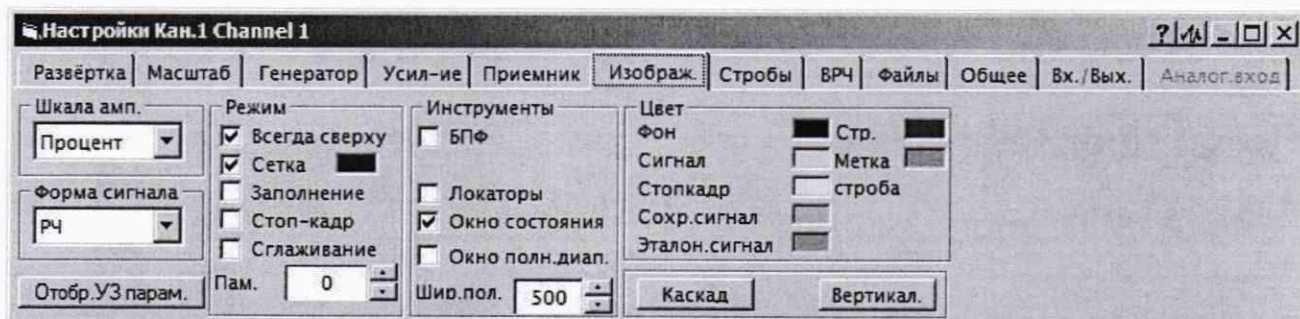 Настройки Кан.1 Channel 1
Развёртка Масштаб Генератор Усил-ие Приемник Изображ. Стробы ВРЧ Файлы Общее Вх./Вых. Аналог.вход
Шкала амп.
Процент
Форма сигнала
РЧ
Отобр.УЗ парам.
Режим
Всегда сверху
Сетка
Заполнение
Стоп-кадр
Сглаживание
Пам. 0
Инструменты
БПФ
Локаторы
Окно состояния
Окно полн.диап.
Шир.пол. 500
Цвет
Фон Стр.
Сигнал Метка
Стопкадр строба
Сохр.сигнал
Эталон.сигнал
Каскад Вертикал.